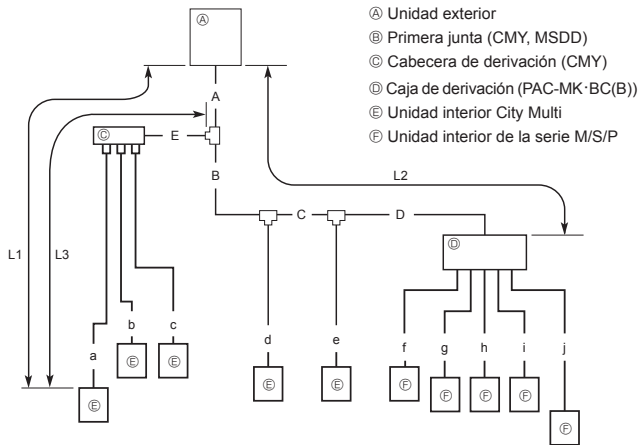 Ⓐ Unidad exterior
Ⓑ Primera junta (CMY, MSDD)
Ⓒ Cabecera de derivación (CMY)
Ⓓ Caja de derivación (PAC-MK·BC(B))
Ⓔ Unidad interior City Multi
Ⓕ Unidad interior de la serie M/S/P
Ⓐ
A
Ⓒ
E
B
L2
C
D
Ⓓ
L1
L3
a
b
c
d
e
f
g
h
i
j
Ⓔ
Ⓔ
Ⓔ
Ⓔ
Ⓔ
Ⓕ
Ⓕ
Ⓕ
Ⓕ
Ⓕ